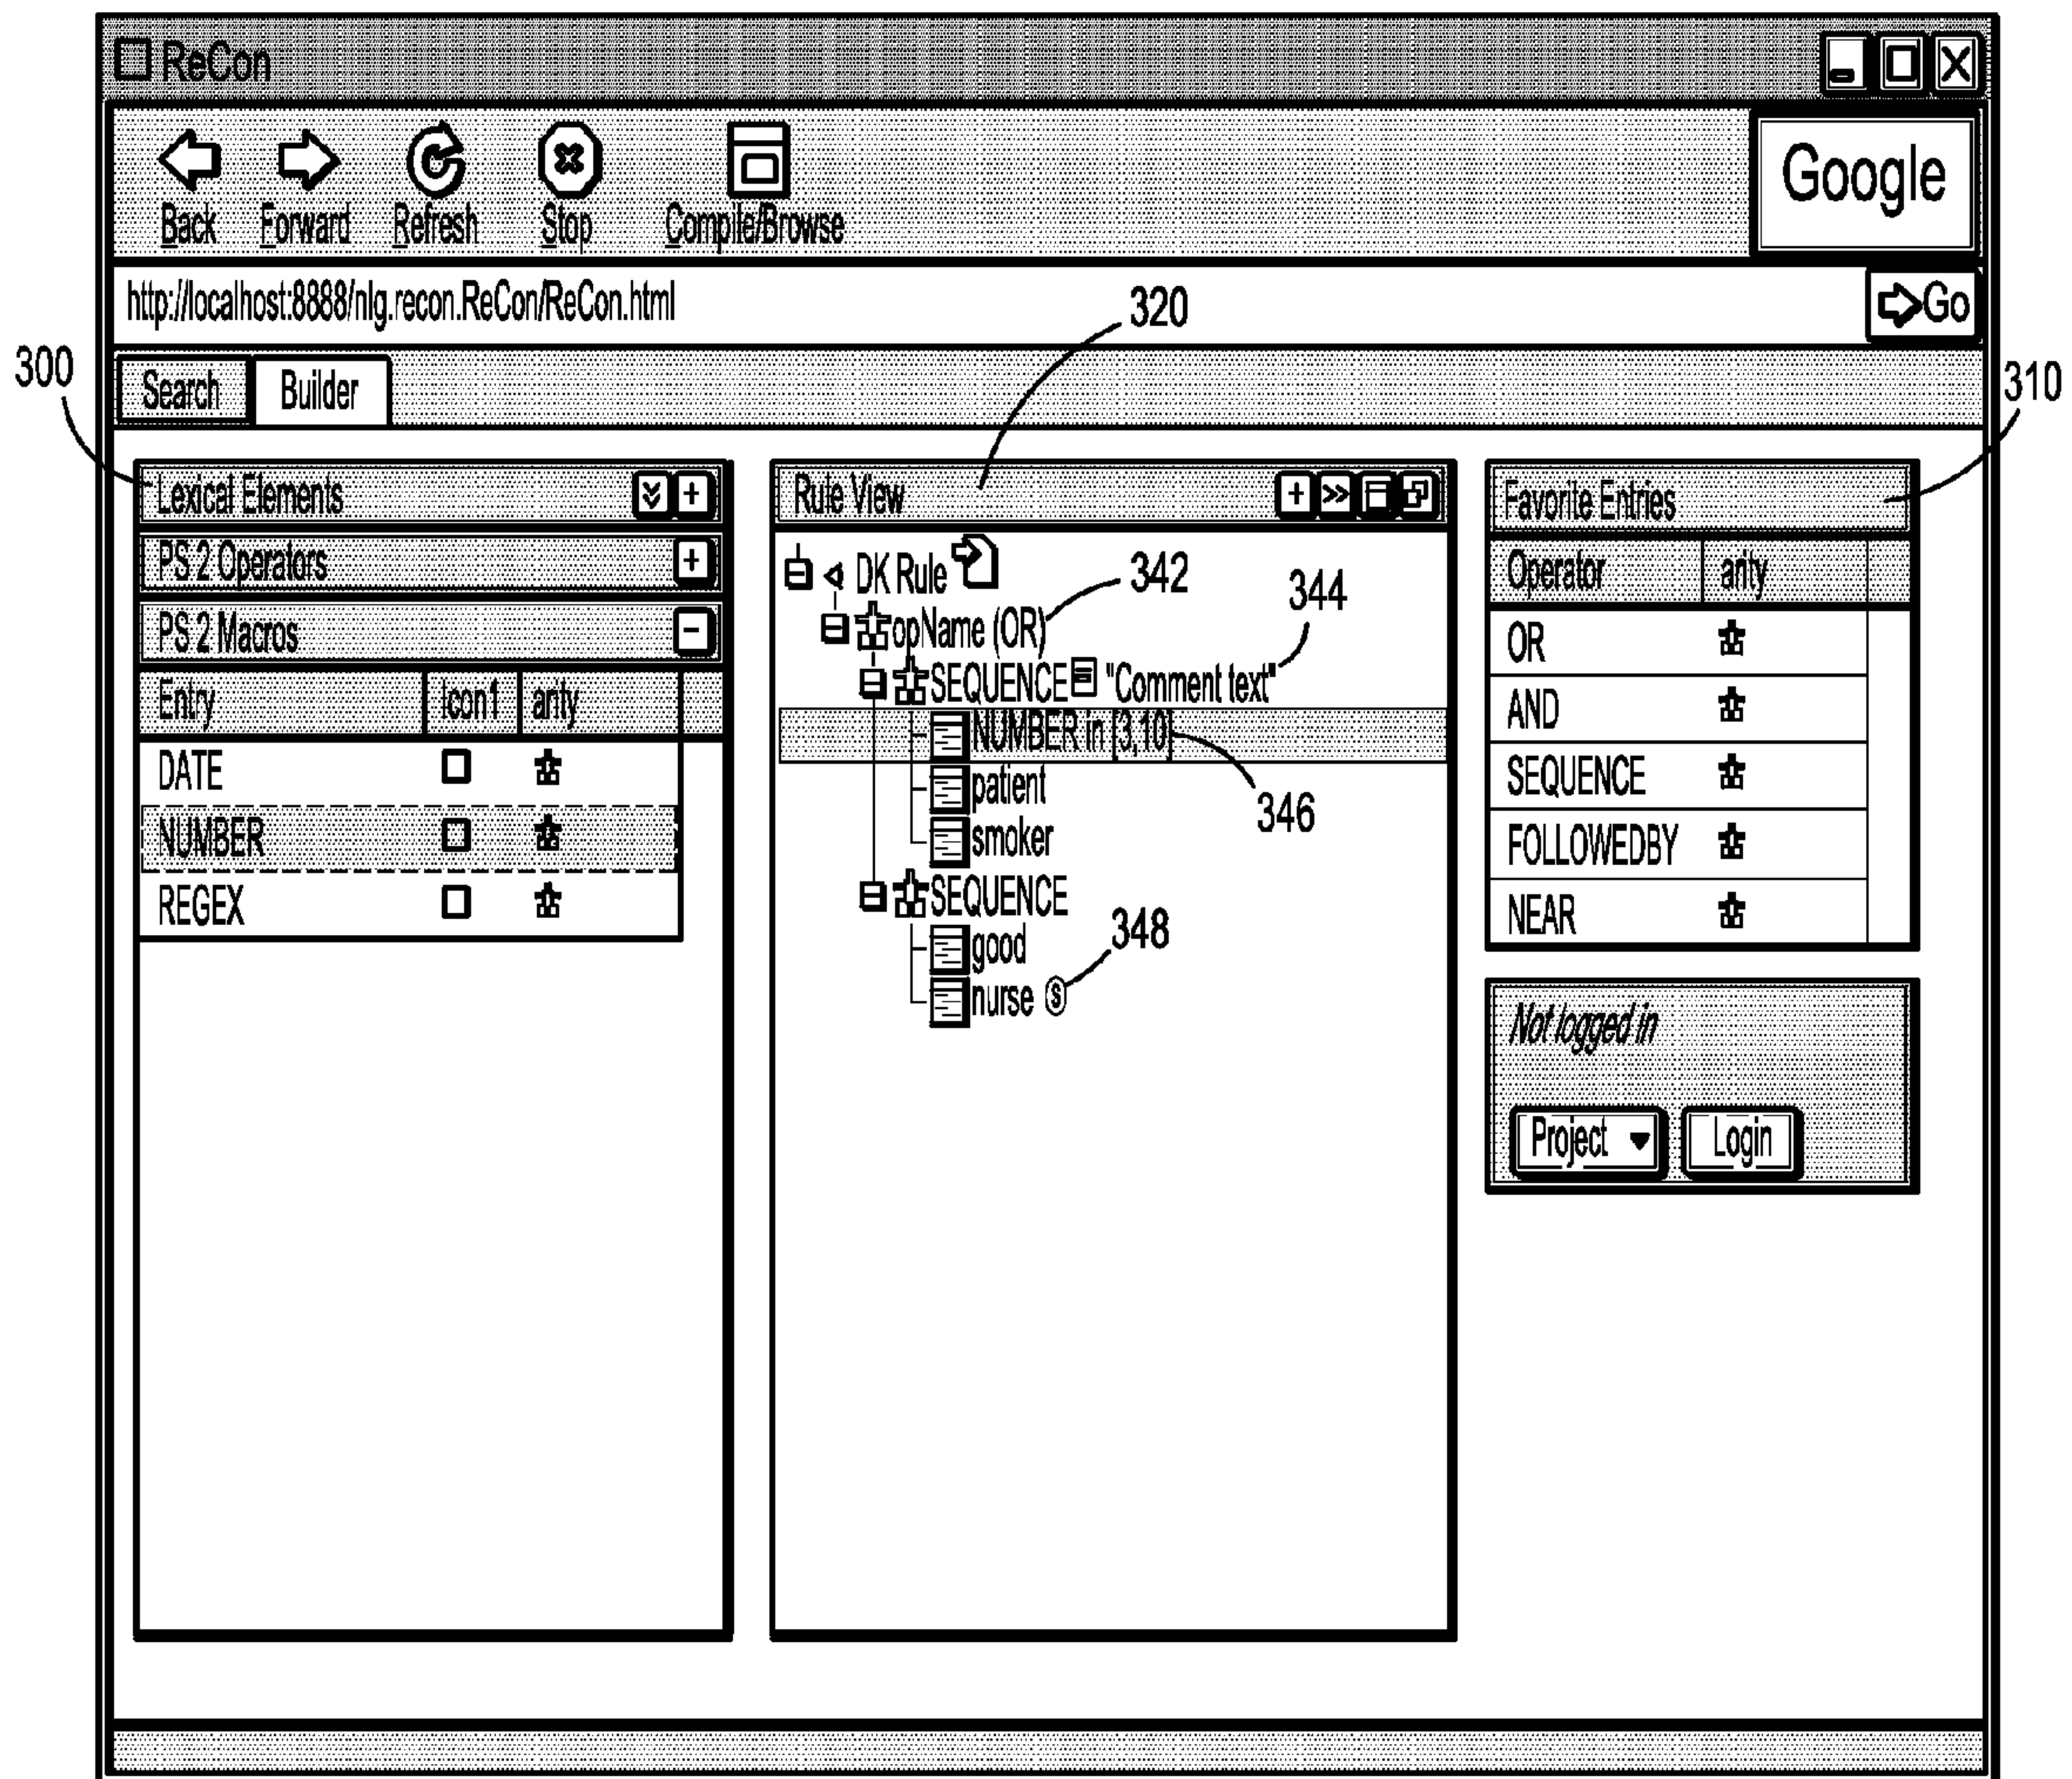 ReCon
Google
Back Forward Refresh Stop Compile/Browse
http://localhost:8888/nlg.recon.ReCon/ReCon.html
Go
320
300
310
Search Builder
Lexical Elements
PS 2 Operators
PS 2 Macros
Entry Icon1 arity
DATE
NUMBER
REGEX
Rule View
DK Rule
342
opName (OR)
344
SEQUENCE "Comment text"
NUMBER in [3,10]
346
patient
smoker
SEQUENCE
348
good
nurse S
Favorite Entries
Operator arity
OR
AND
SEQUENCE
FOLLOWEDBY
NEAR
Not logged in
Project Login